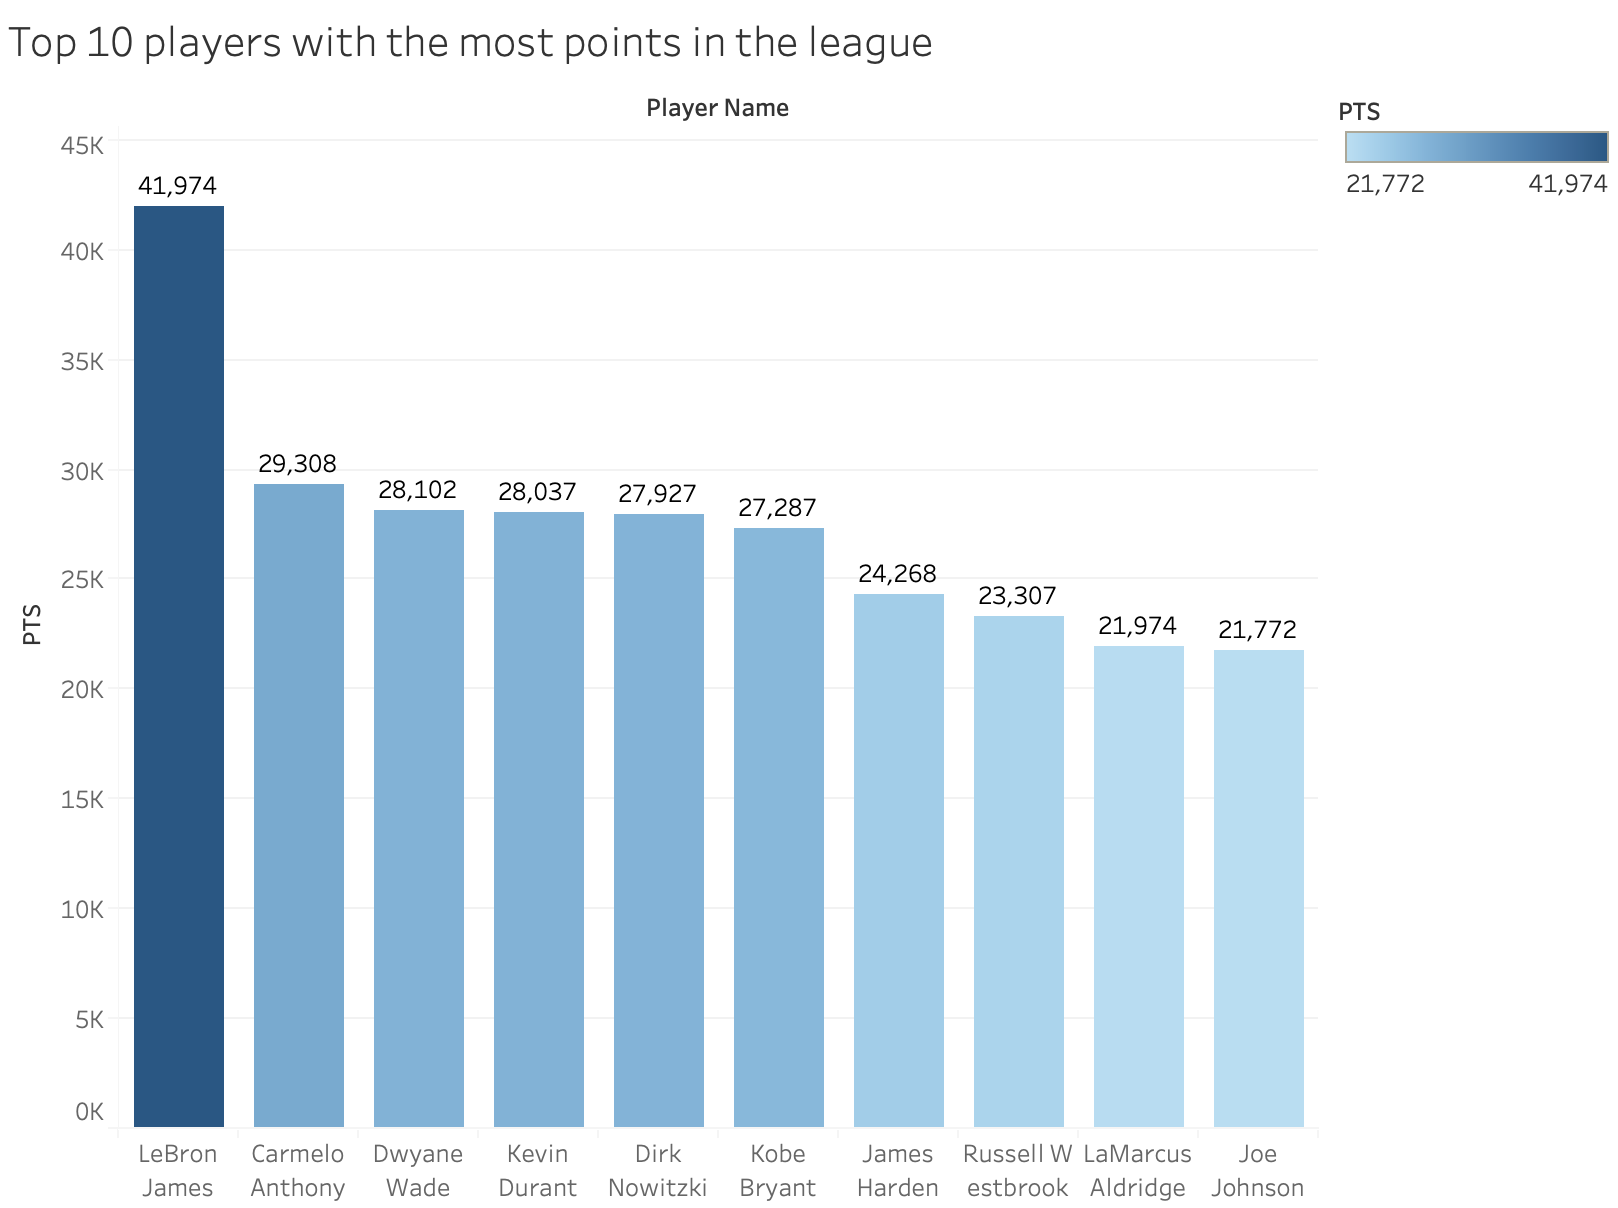 Top 10 players with the most points in the league
Player Name
PTS
21,772 41,974
45K
40K
35K
30K
25K
20K
15K
10K
5K
0K
PTS
41,974
29,308
28,102
28,037
27,927
27,287
24,268
23,307
21,974
21,772
LeBron
James
Carmelo
Anthony
Dwyane
Wade
Kevin
Durant
Dirk
Nowitzki
Kobe
Bryant
James
Harden
Russell W
estbrook
LaMarcus
Aldridge
Joe
Johnson